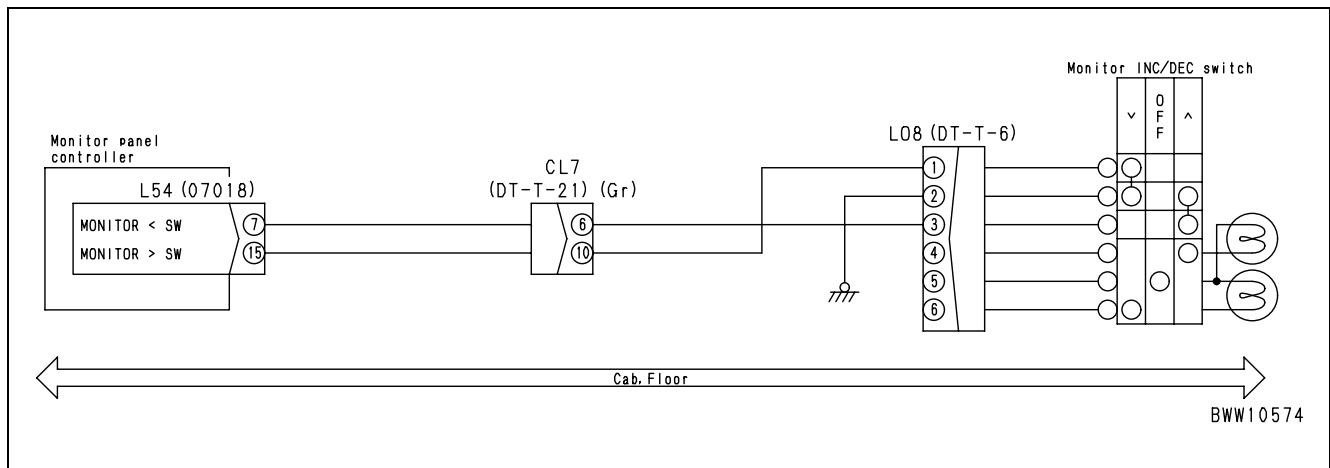 Monitor INC/DEC switch
∨
OFF
∧
Monitor panel
controller
L54 (07018)
MONITOR < SW
7
MONITOR > SW
15
CL7
(DT-T-21) (Gr)
6
10
L08 (DT-T-6)
1
2
3
4
5
6
Cab, Floor
BWW10574